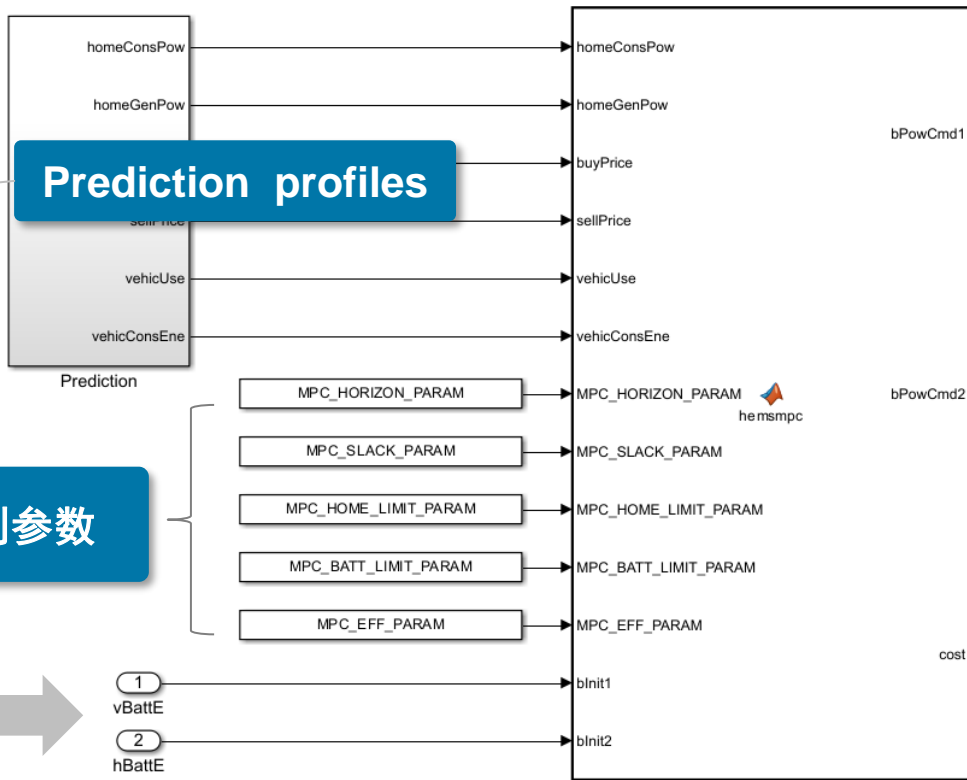 homeConsPow
homeConsPow
homeGenPow
homeGenPow
bPowCmd1
Prediction profiles
buyPrice
sellPrice
sellPrice
vehicUse
vehicUse
vehicConsEne
vehicConsEne
Prediction
MPC_HORIZON_PARAM
MPC_HORIZON_PARAM
hemsmpc
bPowCmd2
MPC_SLACK_PARAM
MPC_SLACK_PARAM
参数
MPC_HOME_LIMIT_PARAM
MPC_HOME_LIMIT_PARAM
MPC_BATT_LIMIT_PARAM
MPC_BATT_LIMIT_PARAM
MPC_EFF_PARAM
MPC_EFF_PARAM
cost
1
vBattE
bInit1
2
hBattE
bInit2